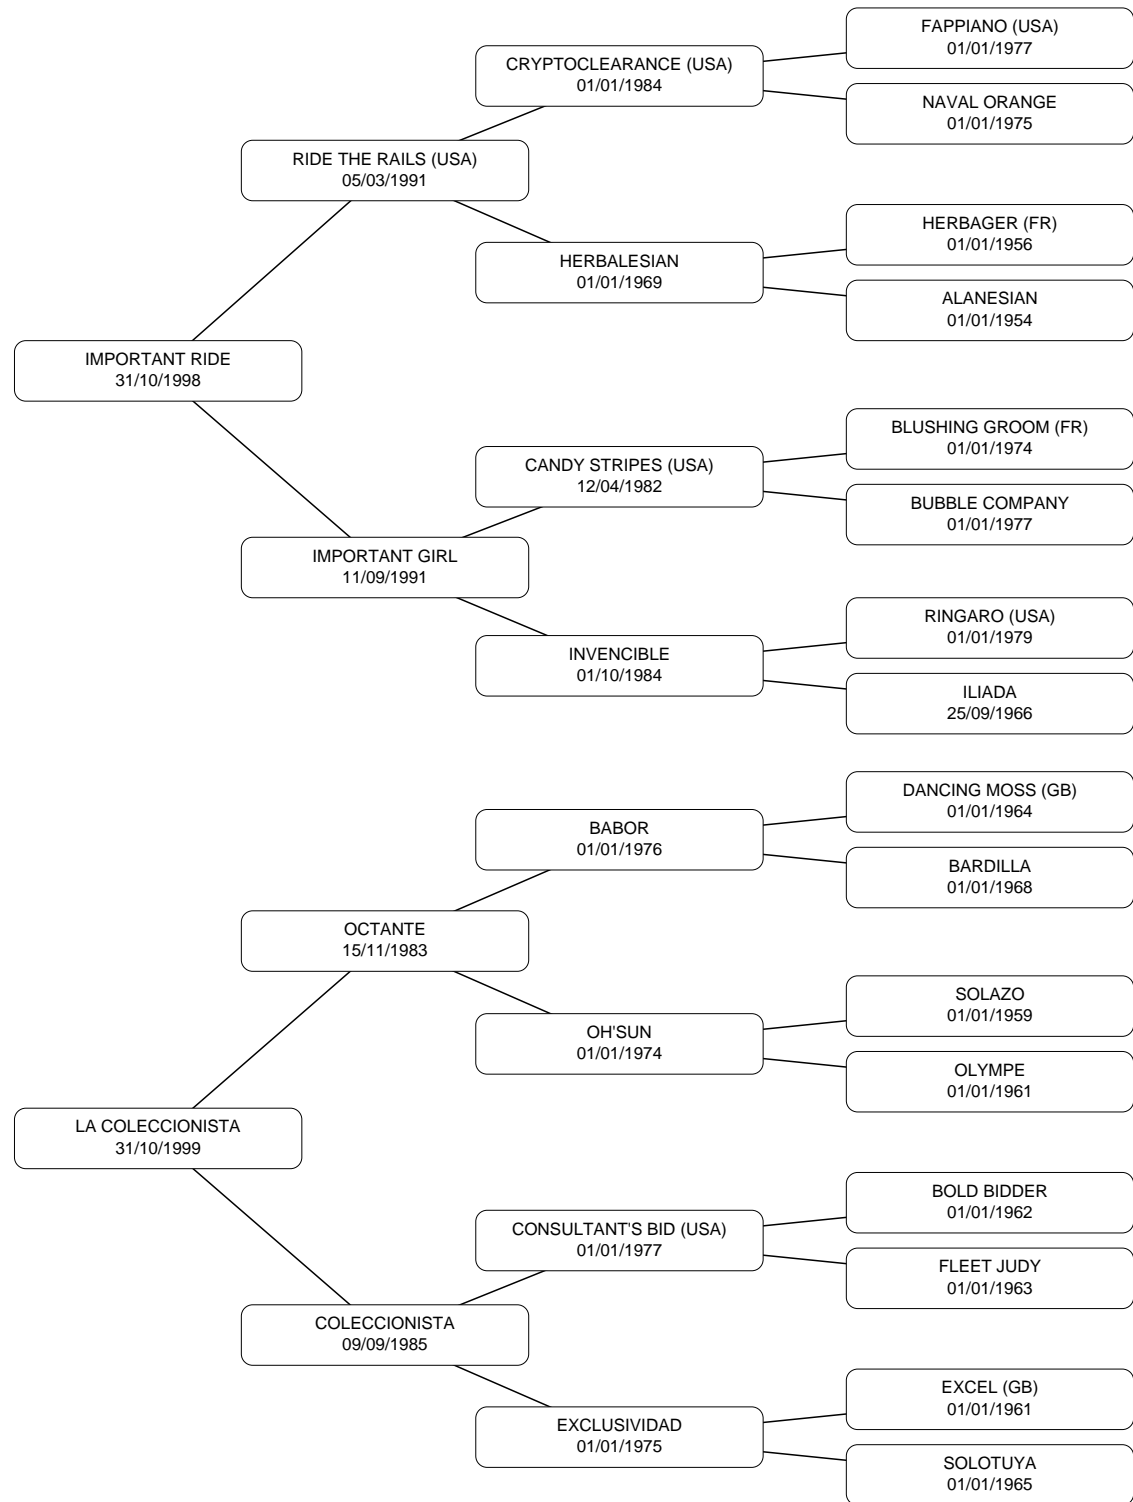 FAPPIANO (USA)
01/01/1977
CRYPTOCLEARANCE (USA)
01/01/1984
NAVAL ORANGE
01/01/1975
RIDE THE RAILS (USA)
05/03/1991
HERBAGER (FR)
01/01/1956
HERBALESIAN
01/01/1969
ALANESIAN
01/01/1954
IMPORTANT RIDE
31/10/1998
BLUSHING GROOM (FR)
01/01/1974
CANDY STRIPES (USA)
12/04/1982
BUBBLE COMPANY
01/01/1977
IMPORTANT GIRL
11/09/1991
RINGARO (USA)
01/01/1979
INVENCIBLE
01/10/1984
ILIADA
25/09/1966
DANCING MOSS (GB)
01/01/1964
BABOR
01/01/1976
BARDILLA
01/01/1968
OCTANTE
15/11/1983
SOLAZO
01/01/1959
OH'SUN
01/01/1974
OLYMPE
01/01/1961
LA COLECCIONISTA
31/10/1999
BOLD BIDDER
01/01/1962
CONSULTANT'S BID (USA)
01/01/1977
FLEET JUDY
01/01/1963
COLECCIONISTA
09/09/1985
EXCEL (GB)
01/01/1961
EXCLUSIVIDAD
01/01/1975
SOLOTUYA
01/01/1965